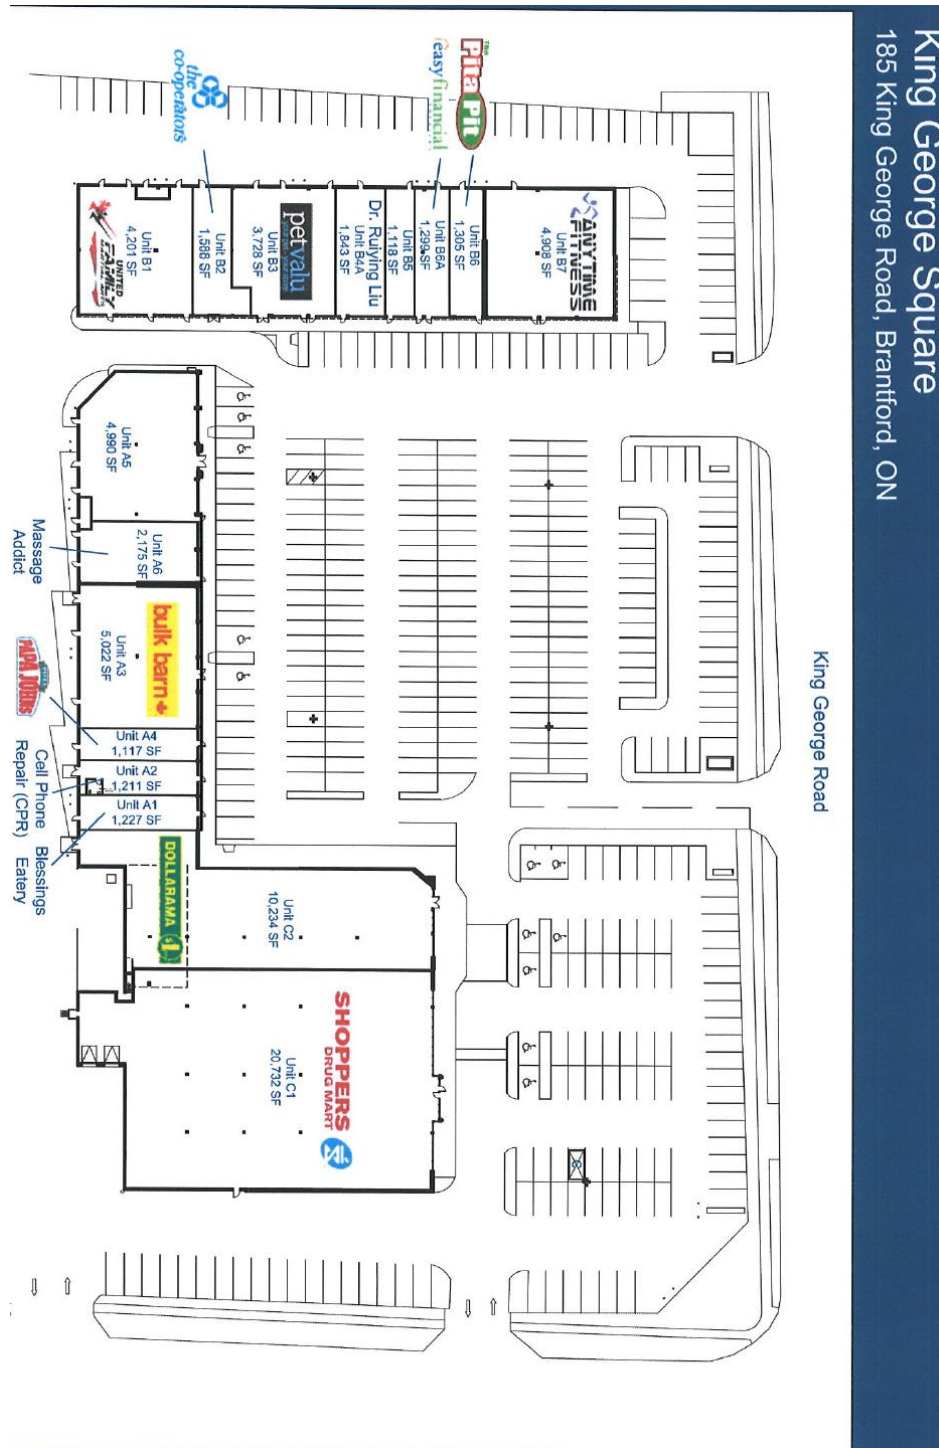 King George Square
185 King George Road, Brantford, ON
King George Road
The
Pita Pit
easyfinancial
the
co-operators
ANYTIME
FITNESS
Unit B7
4,908 SF
Unit B6
1,305 SF
Unit B6A
1,299 SF
Unit B5
1,118 SF
Dr. Ruiying Liu
Unit B4A
1,843 SF
petvalu
Unit B3
3,728 SF
Unit B2
1,588 SF
Unit B1
4,201 SF
UNITED
FAMILY
Unit A5
4,990 SF
Unit A6
2,175 SF
Massage
Addict
bulk barn
Unit A3
5,022 SF
PAPA JOHNS
Unit A4
1,117 SF
Unit A2
1,211 SF
Unit A1
1,227 SF
Cell Phone
Repair (CPR)
Blessings
Eatery
DOLLARAMA
Unit C2
10,234 SF
SHOPPERS
DRUG MART
Unit C1
20,732 SF